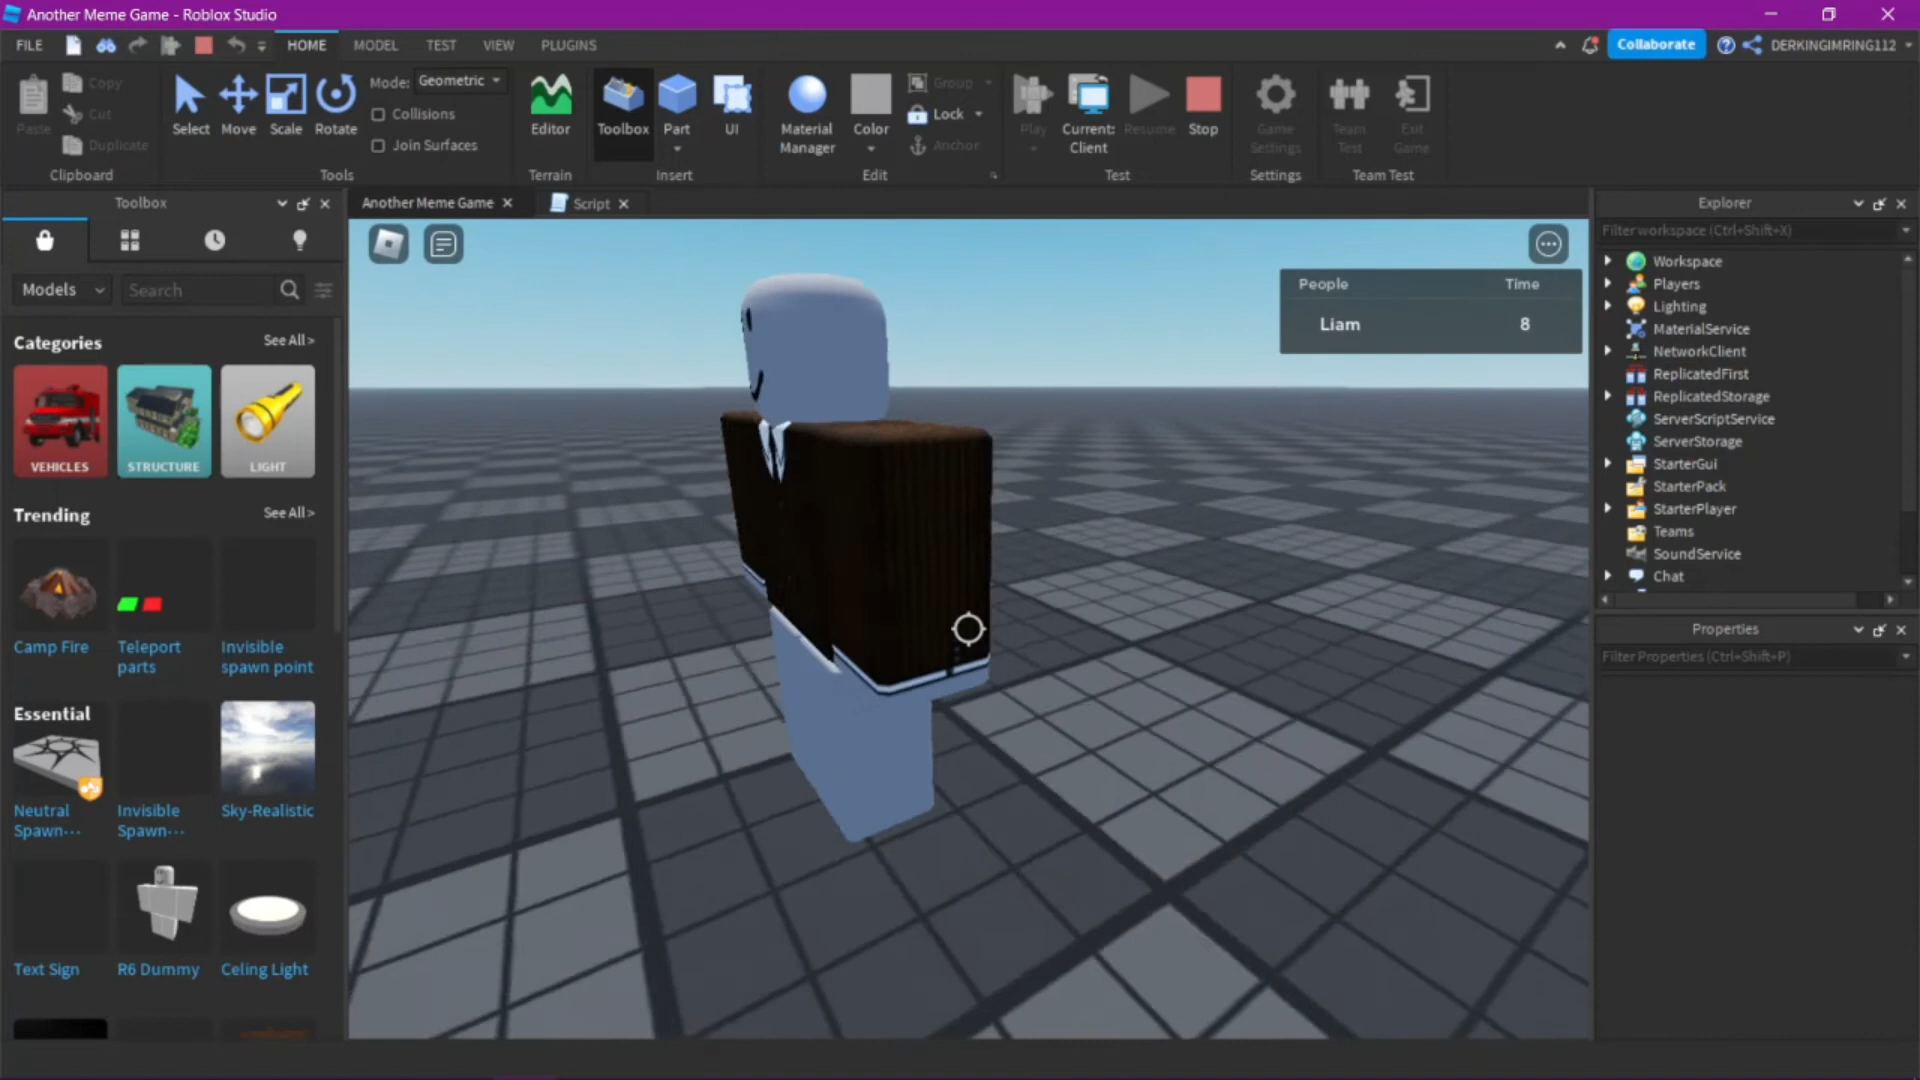 Another Meme Game - Roblox Studio
FILE HOME MODEL TEST VIEW PLUGINS Collaborate DERKINGIMRING112
Paste Copy Cut Duplicate
Clipboard
Select Move Scale Rotate
Mode: Geometric
Collisions
Join Surfaces
Tools
Editor
Terrain
Toolbox Part UI
Insert
Material Manager Color
Group
Lock
Anchor
Edit
Play Current: Client Resume Stop
Test
Game Settings
Settings
Team Test Exit Game
Team Test
Toolbox
Models Search
Categories See All >
VEHICLES STRUCTURE LIGHT
Trending See All >
Camp Fire Teleport parts Invisible spawn point
Essential
Neutral Spawn··· Invisible Spawn··· Sky-Realistic
Text Sign R6 Dummy Celing Light
Another Meme Game Script
People Time
Liam 8
Explorer
Filter workspace (Ctrl+Shift+X)
Workspace
Players
Lighting
MaterialService
NetworkClient
ReplicatedFirst
ReplicatedStorage
ServerScriptService
ServerStorage
StarterGui
StarterPack
StarterPlayer
Teams
SoundService
Chat
Properties
Filter Properties (Ctrl+Shift+P)